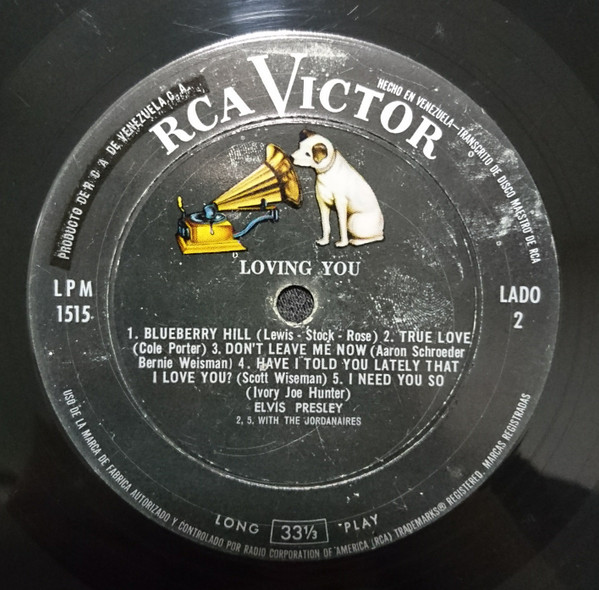 RCA VICTOR
PRODUCTO DE R C A DE VENEZUELA, C. A.
HECHO EN VENEZUELA—TRANSCRITO DE DISCO MAESTRO DE RCA
LOVING YOU
LPM
1515
LADO
2
1. BLUEBERRY HILL (Lewis - Stock - Rose) 2. TRUE LOVE
(Cole Porter) 3. DON'T LEAVE ME NOW (Aaron Schroeder
Bernie Weisman) 4. HAVE I TOLD YOU LATELY THAT
I LOVE YOU? (Scott Wiseman) 5. I NEED YOU SO
(Ivory Joe Hunter)
ELVIS PRESLEY
2, 5, WITH THE JORDANAIRES
LONG 33⅓ PLAY
USO DE LA MARCA DE FABRICA AUTORIZADO Y CONTROLADO POR RADIO CORPORATION OF AMERICA (RCA) TRADEMARKS® REGISTERED. MARCAS REGISTRADAS